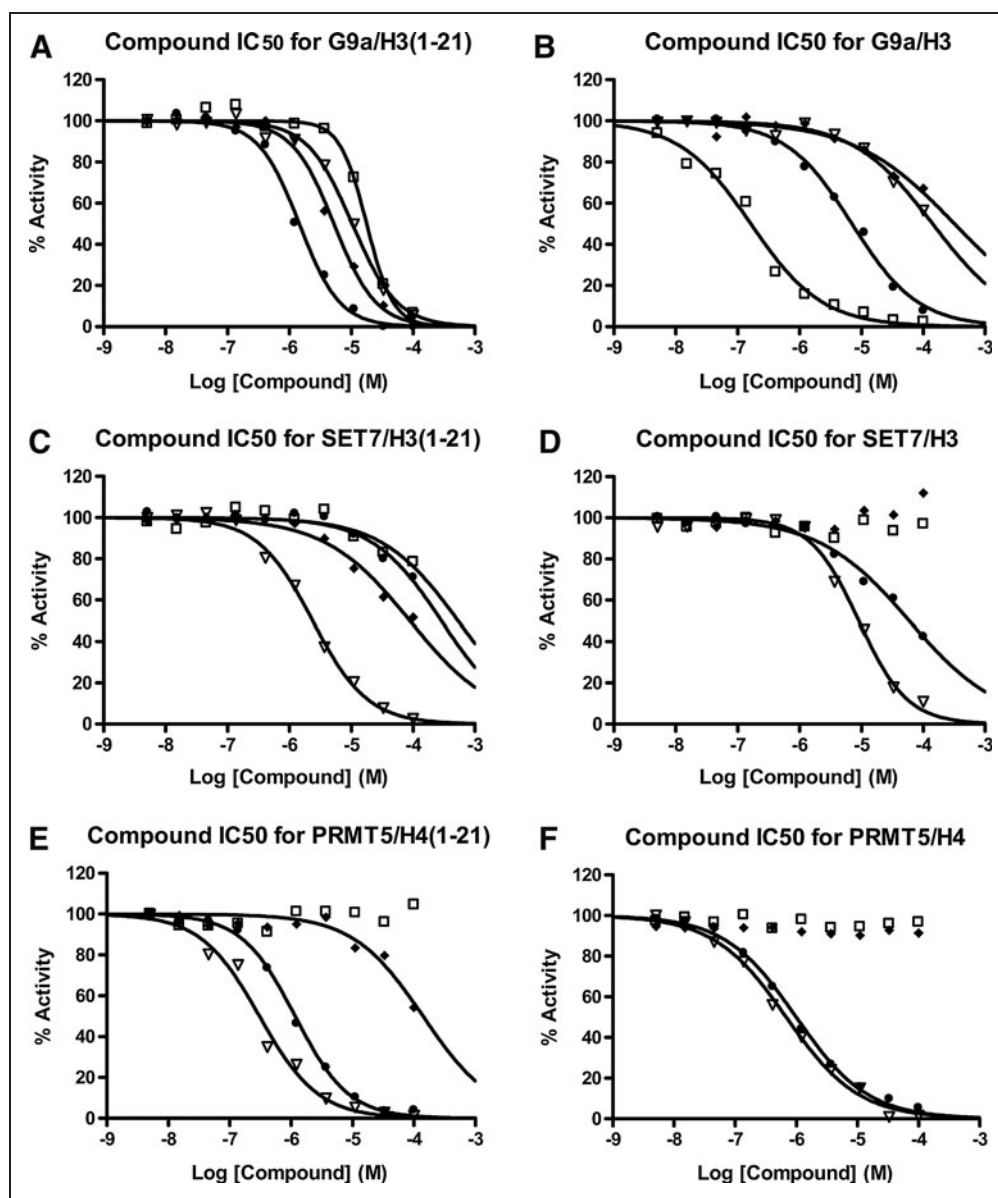 A Compound IC50 for G9a/H3(1-21)
120
100
80
60
40
20
0
% Activity
-9 -8 -7 -6 -5 -4 -3
Log [Compound] (M)
B Compound IC50 for G9a/H3
120
100
80
60
40
20
0
% Activity
-9 -8 -7 -6 -5 -4 -3
Log [Compound] (M)
C Compound IC50 for SET7/H3(1-21)
120
100
80
60
40
20
0
% Activity
-9 -8 -7 -6 -5 -4 -3
Log [Compound] (M)
D Compound IC50 for SET7/H3
120
100
80
60
40
20
0
% Activity
-9 -8 -7 -6 -5 -4 -3
Log [Compound] (M)
E Compound IC50 for PRMT5/H4(1-21)
120
100
80
60
40
20
0
% Activity
-9 -8 -7 -6 -5 -4 -3
Log [Compound] (M)
F Compound IC50 for PRMT5/H4
120
100
80
60
40
20
0
% Activity
-9 -8 -7 -6 -5 -4 -3
Log [Compound] (M)